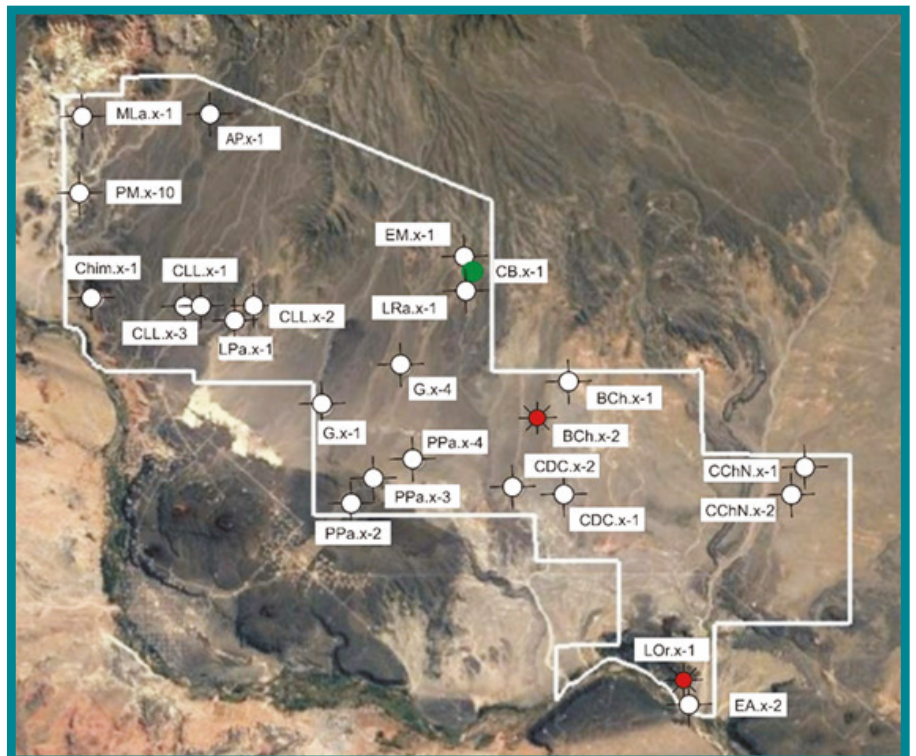 MLa.x-1
AP.x-1
PM.x-10
EM.x-1
Chim.x-1
CLL.x-1
CB.x-1
CLL.x-3
CLL.x-2
LRa.x-1
LPa.x-1
G.x-4
BCh.x-1
G.x-1
BCh.x-2
PPa.x-4
CDC.x-2
CChN.x-1
PPa.x-3
CChN.x-2
CDC.x-1
PPa.x-2
LOr.x-1
EA.x-2